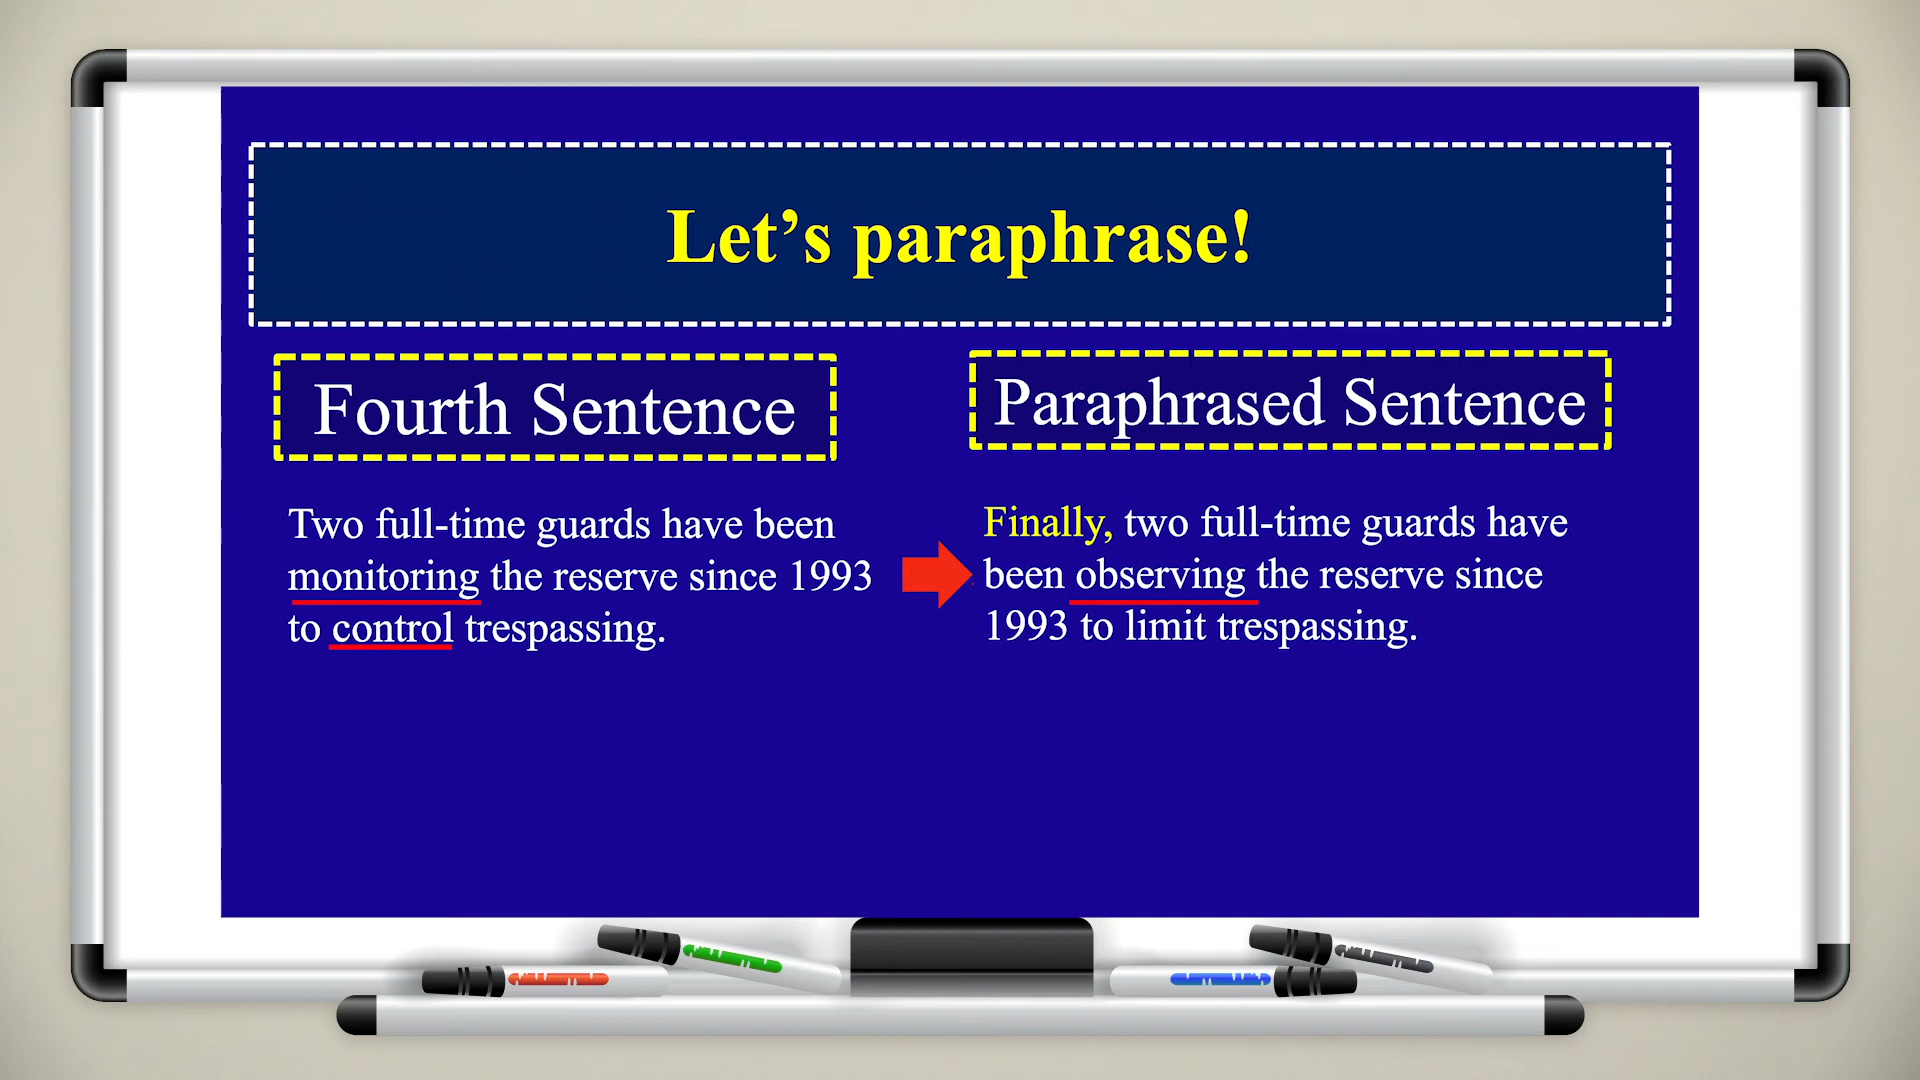 Let’s paraphrase!
Fourth Sentence
Two full-time guards have been
monitoring the reserve since 1993
to control trespassing.
Paraphrased Sentence
Finally, two full-time guards have
been observing the reserve since
1993 to limit trespassing.